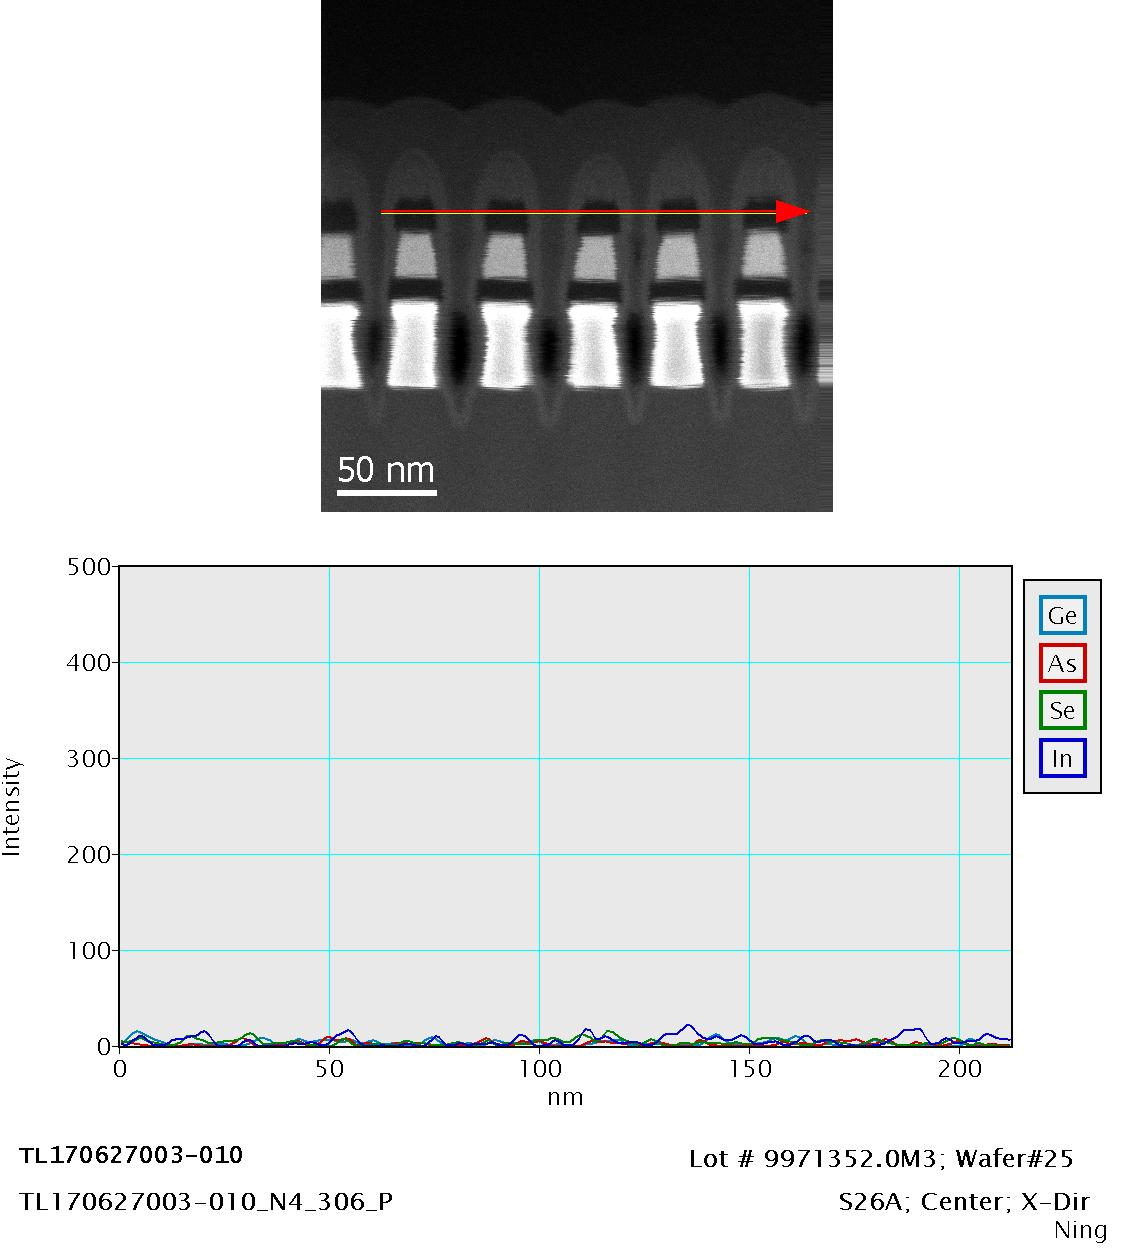 50 nm
500
400
300
200
100
0
Intensity
0 50 100 150 200
nm
Ge
As
Se
In
TL170627003-010
Lot # 9971352.0M3; Wafer#25
TL170627003-010_N4_306_P
S26A; Center; X-Dir
Ning